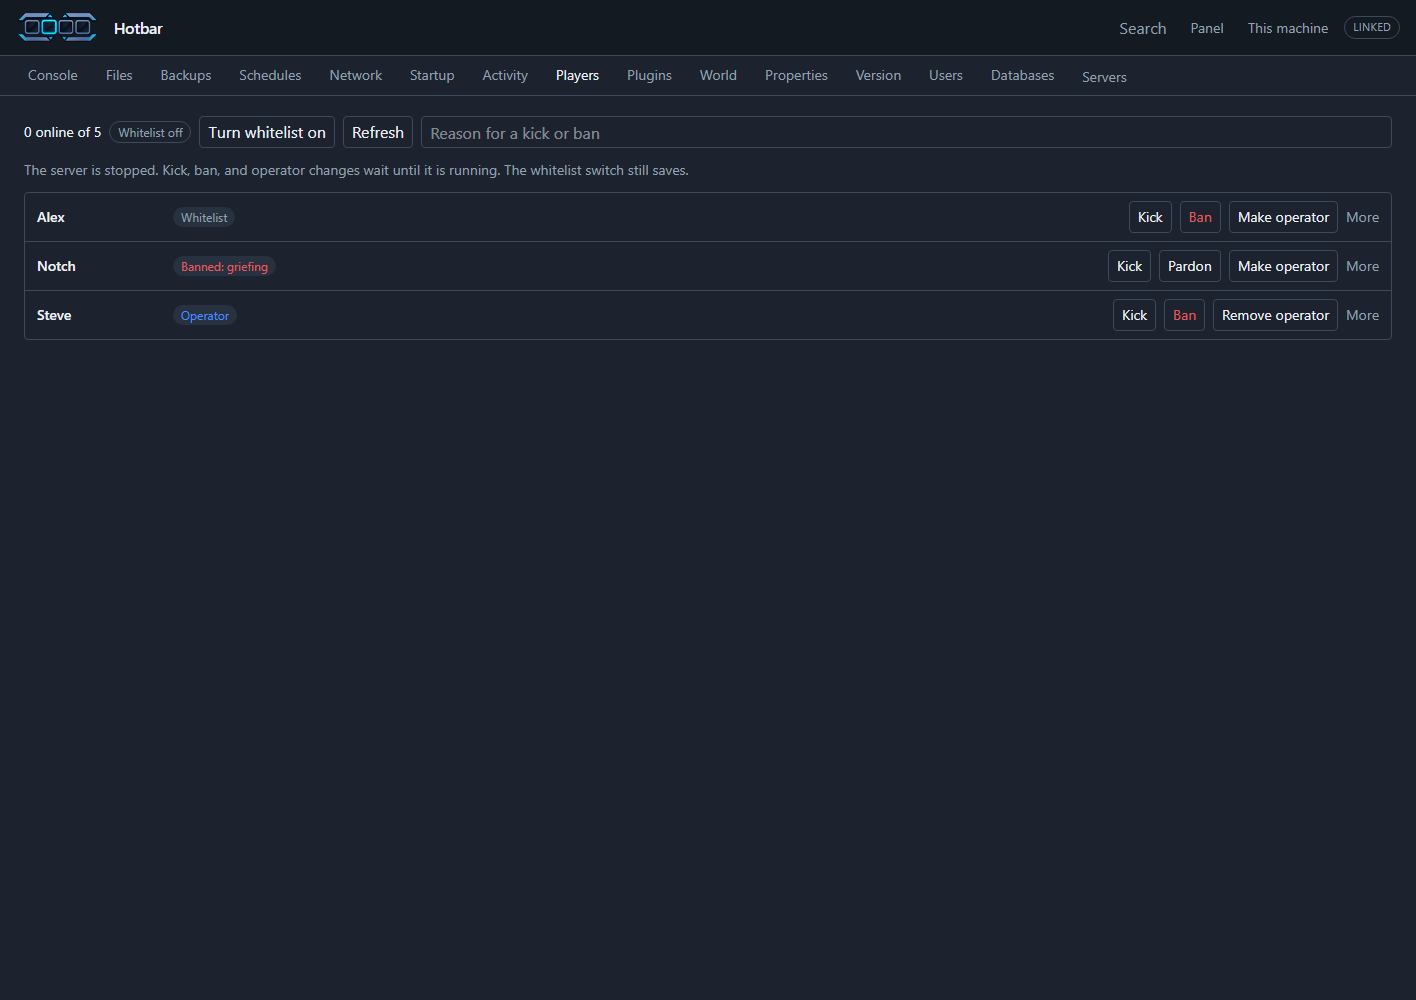 Hotbar Search Panel This machine LINKED
Console Files Backups Schedules Network Startup Activity Players Plugins World Properties Version Users Databases Servers
0 online of 5 Whitelist off Turn whitelist on Refresh Reason for a kick or ban
The server is stopped. Kick, ban, and operator changes wait until it is running. The whitelist switch still saves.
Alex Whitelist Kick Ban Make operator More
Notch Banned: griefing Kick Pardon Make operator More
Steve Operator Kick Ban Remove operator More